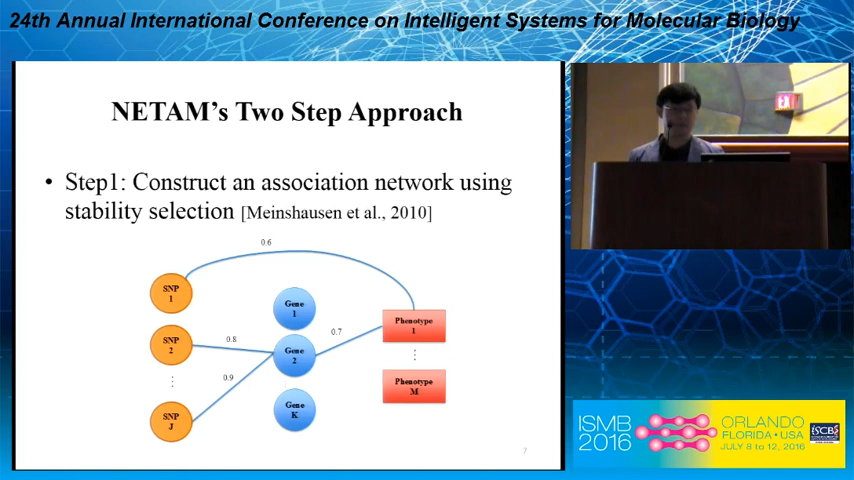 24th Annual International Conference on Intelligent Systems for Molecular Biology
NETAM's Two Step Approach
• Step1: Construct an association network using
stability selection [Meinshausen et al., 2010]
0.6
SNP
1
Gene
1
Phenotype
1
SNP
2
0.8
Gene
2
0.7
⋮
⋮
0.9
Phenotype
M
SNP
J
Gene
K
7
ISMB
2016
ORLANDO
FLORIDA • USA
JULY 8 to 12, 2016
ISCB